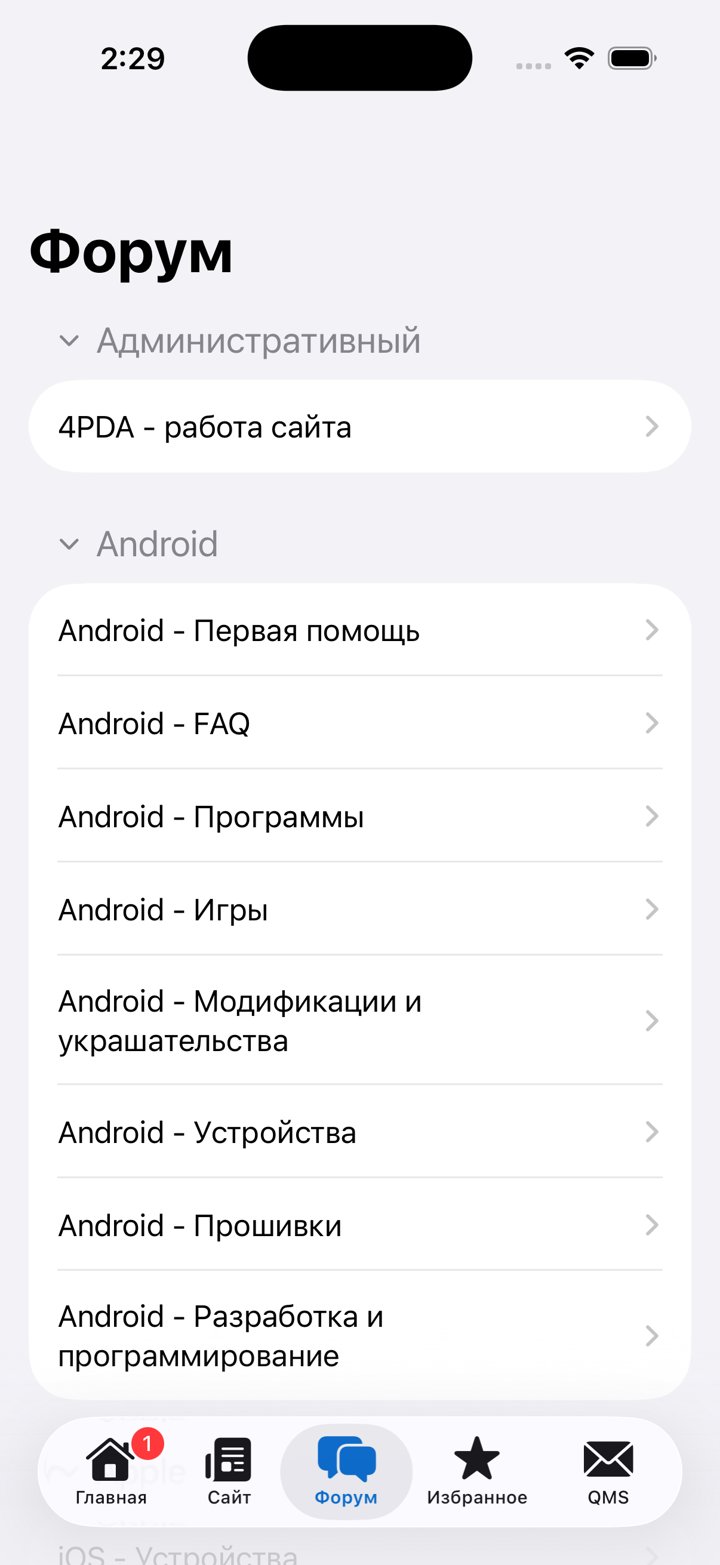 2:29
Форум
Административный
4PDA - работа сайта
Android
Android - Первая помощь
Android - FAQ
Android - Программы
Android - Игры
Android - Модификации и
украшательства
Android - Устройства
Android - Прошивки
Android - Разработка и
программирование
Apple
1
Главная
Сайт
Форум
Избранное
QMS
iOS - Устройства